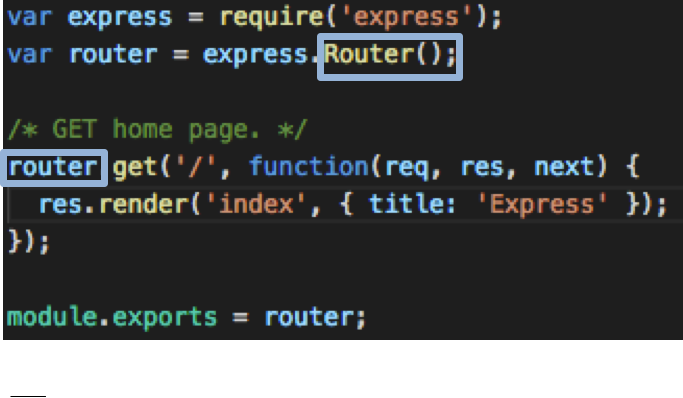 var express = require('express');
var router = express.Router();
/* GET home page. */
router.get('/', function(req, res, next) {
res.render('index', { title: 'Express' });
});
module.exports = router;